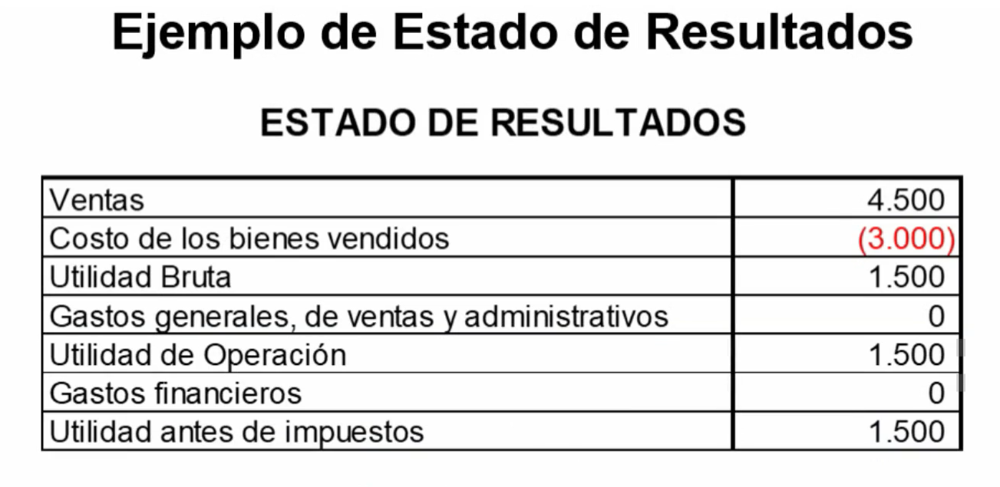 Ejemplo de Estado de Resultados
ESTADO DE RESULTADOS
Ventas 4.500
Costo de los bienes vendidos (3.000)
Utilidad Bruta 1.500
Gastos generales, de ventas y administrativos 0
Utilidad de Operación 1.500
Gastos financieros 0
Utilidad antes de impuestos 1.500